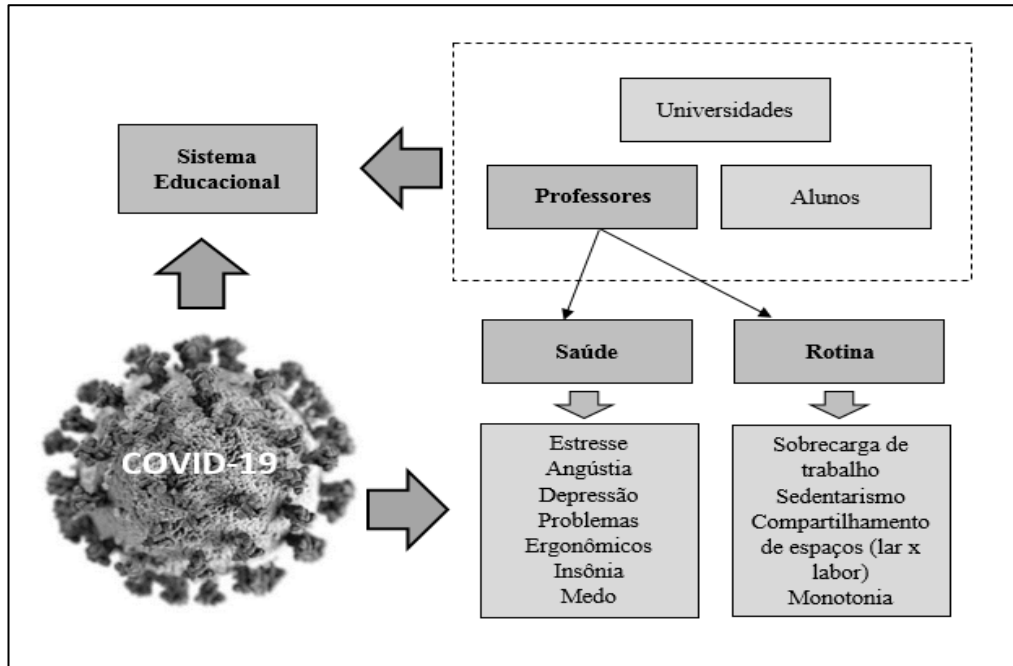 Universidades
Sistema
Educacional
Professores
Alunos
Saúde
Rotina
COVID-19
Estresse
Angústia
Depressão
Problemas
Ergonômicos
Insônia
Medo
Sobrecarga de
trabalho
Sedentarismo
Compartilhamento
de espaços (lar x
labor)
Monotonia